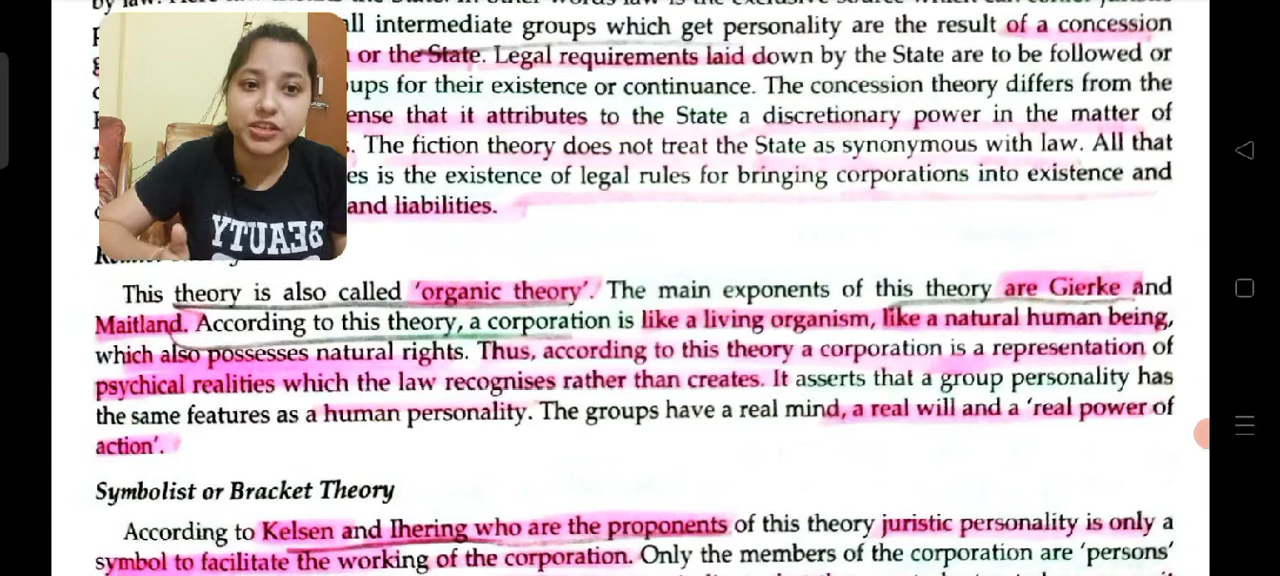 all intermediate groups which get personality are the result of a concession
or the State. Legal requirements laid down by the State are to be followed or
ups for their existence or continuance. The concession theory differs from the
ense that it attributes to the State a discretionary power in the matter of
. The fiction theory does not treat the State as synonymous with law. All that
es is the existence of legal rules for bringing corporations into existence and
and liabilities.
YTUAƎB
This theory is also called 'organic theory'. The main exponents of this theory are Gierke and
Maitland. According to this theory, a corporation is like a living organism, like a natural human being,
which also possesses natural rights. Thus, according to this theory a corporation is a representation of
psychical realities which the law recognises rather than creates. It asserts that a group personality has
the same features as a human personality. The groups have a real mind, a real will and a 'real power of
action'.
Symbolist or Bracket Theory
According to Kelsen and Ihering who are the proponents of this theory juristic personality is only a
symbol to facilitate the working of the corporation. Only the members of the corporation are 'persons'